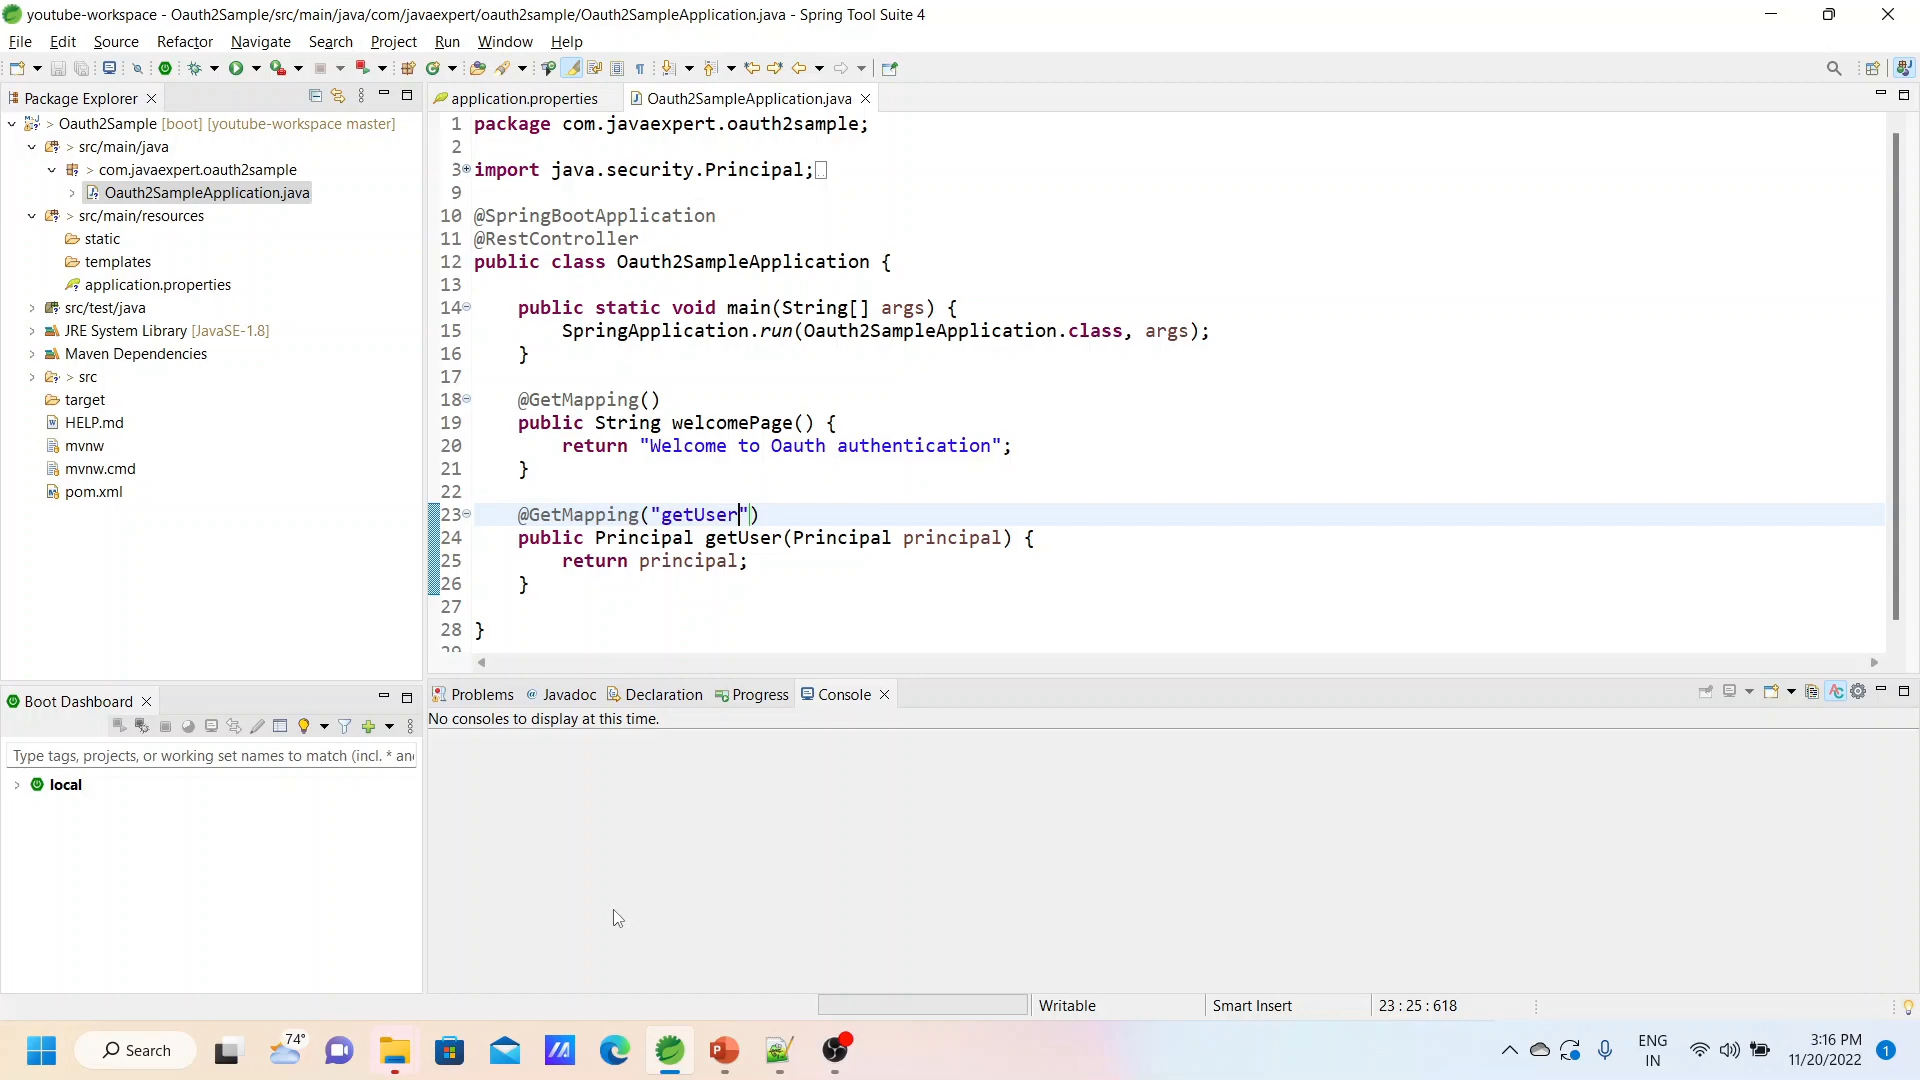 youtube-workspace - Oauth2Sample/src/main/java/com/javaexpert/oauth2sample/Oauth2SampleApplication.java - Spring Tool Suite 4
File Edit Source Refactor Navigate Search Project Run Window Help
Package Explorer
> Oauth2Sample [boot] [youtube-workspace master]
> src/main/java
> com.javaexpert.oauth2sample
Oauth2SampleApplication.java
> src/main/resources
static
templates
application.properties
src/test/java
JRE System Library [JavaSE-1.8]
Maven Dependencies
> src
target
HELP.md
mvnw
mvnw.cmd
pom.xml
application.properties Oauth2SampleApplication.java
1 package com.javaexpert.oauth2sample;
2
3 import java.security.Principal;
9
10 @SpringBootApplication
11 @RestController
12 public class Oauth2SampleApplication {
13
14 public static void main(String[] args) {
15 SpringApplication.run(Oauth2SampleApplication.class, args);
16 }
17
18 @GetMapping()
19 public String welcomePage() {
20 return "Welcome to Oauth authentication";
21 }
22
23 @GetMapping("getUser")
24 public Principal getUser(Principal principal) {
25 return principal;
26 }
27
28 }
29
Boot Dashboard
Type tags, projects, or working set names to match (incl. * an
local
Problems Javadoc Declaration Progress Console
No consoles to display at this time.
Writable Smart Insert 23 : 25 : 618
Search
74°
ENG
IN
3:16 PM
11/20/2022
1